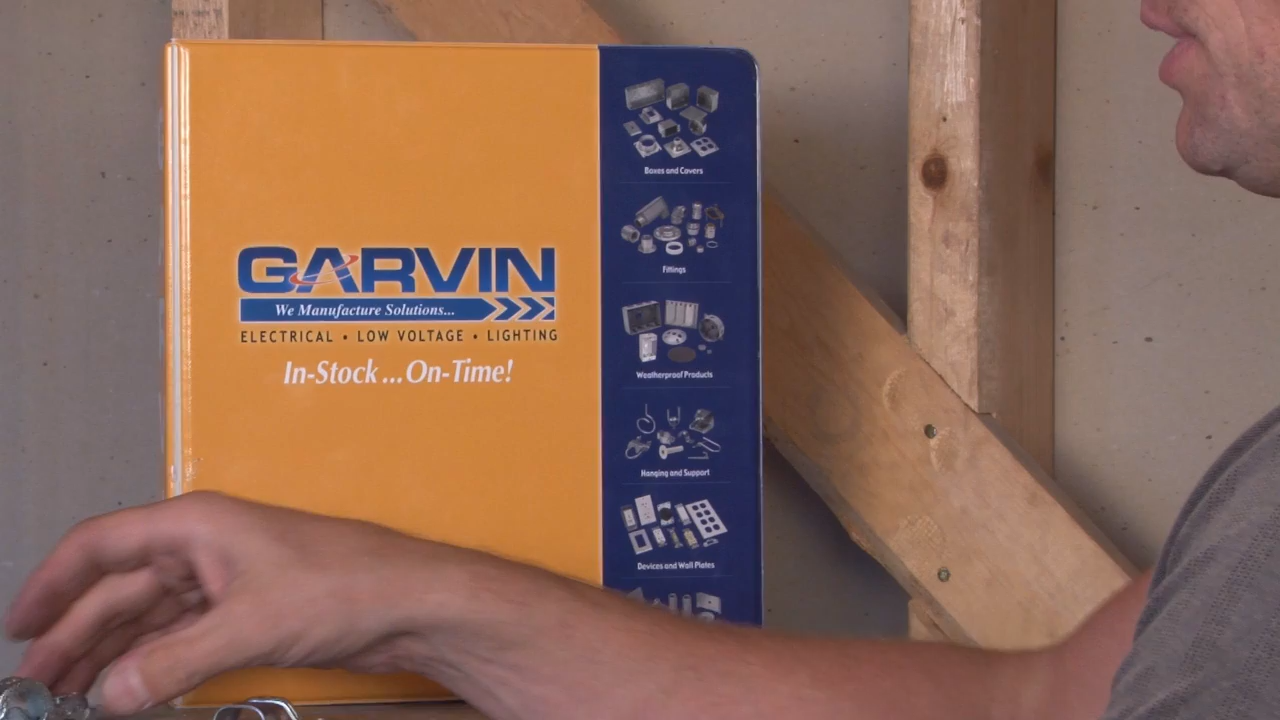 GARVIN
We Manufacture Solutions...
ELECTRICAL • LOW VOLTAGE • LIGHTING
In-Stock...On-Time!
Boxes and Covers
Fittings
Weatherproof Products
Hanging and Support
Devices and Wall Plates